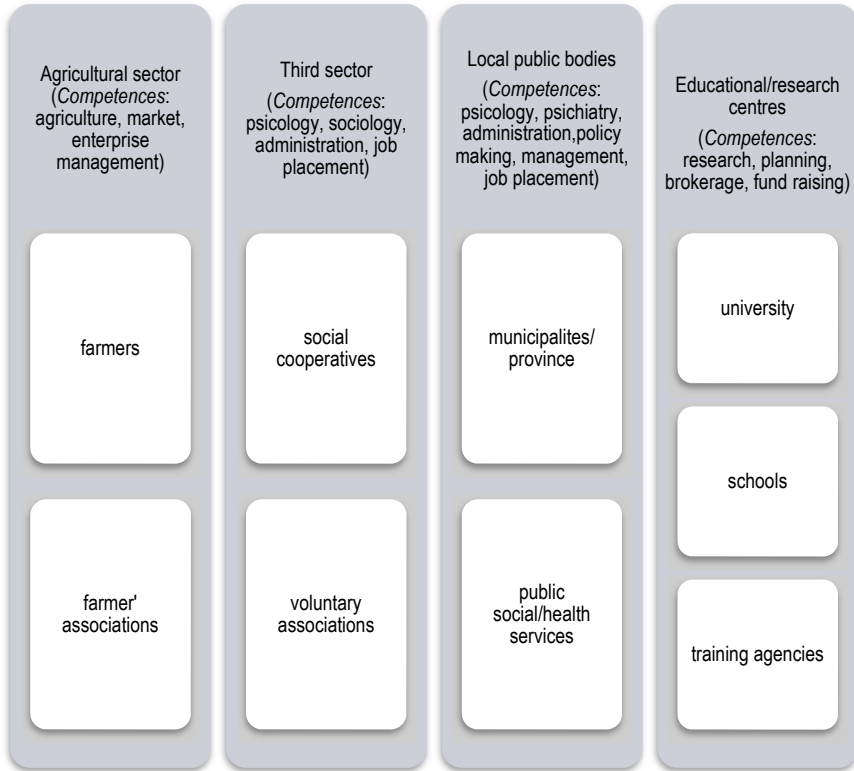 Agricultural sector
(Competences:
agriculture, market,
enterprise
management)
farmers
farmer'
associations
Third sector
(Competences:
psicology, sociology,
administration, job
placement)
social
cooperatives
voluntary
associations
Local public bodies
(Competences:
psicology, psichiatry,
administration,policy
making, management,
job placement)
municipalites/
province
public
social/health
services
Educational/research
centres
(Competences:
research, planning,
brokerage, fund raising)
university
schools
training agencies